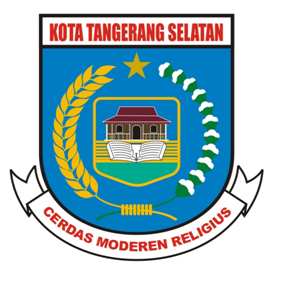 KOTA TANGERANG SELATAN
CERDAS MODEREN RELIGIUS